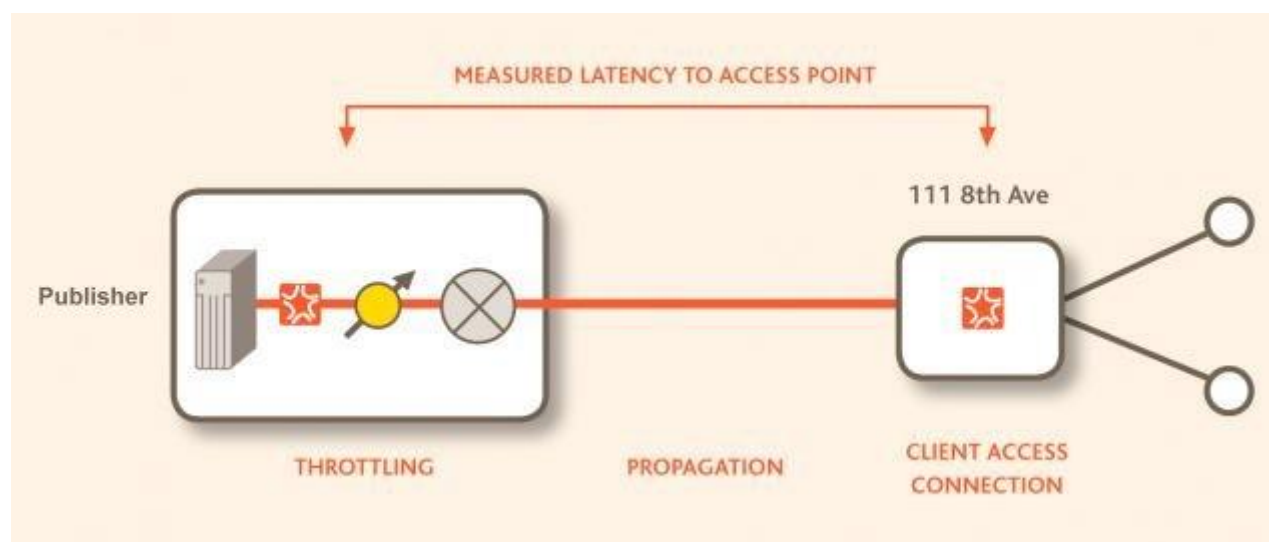 MEASURED LATENCY TO ACCESS POINT
111 8th Ave
Publisher
THROTTLING
PROPAGATION
CLIENT ACCESS
CONNECTION